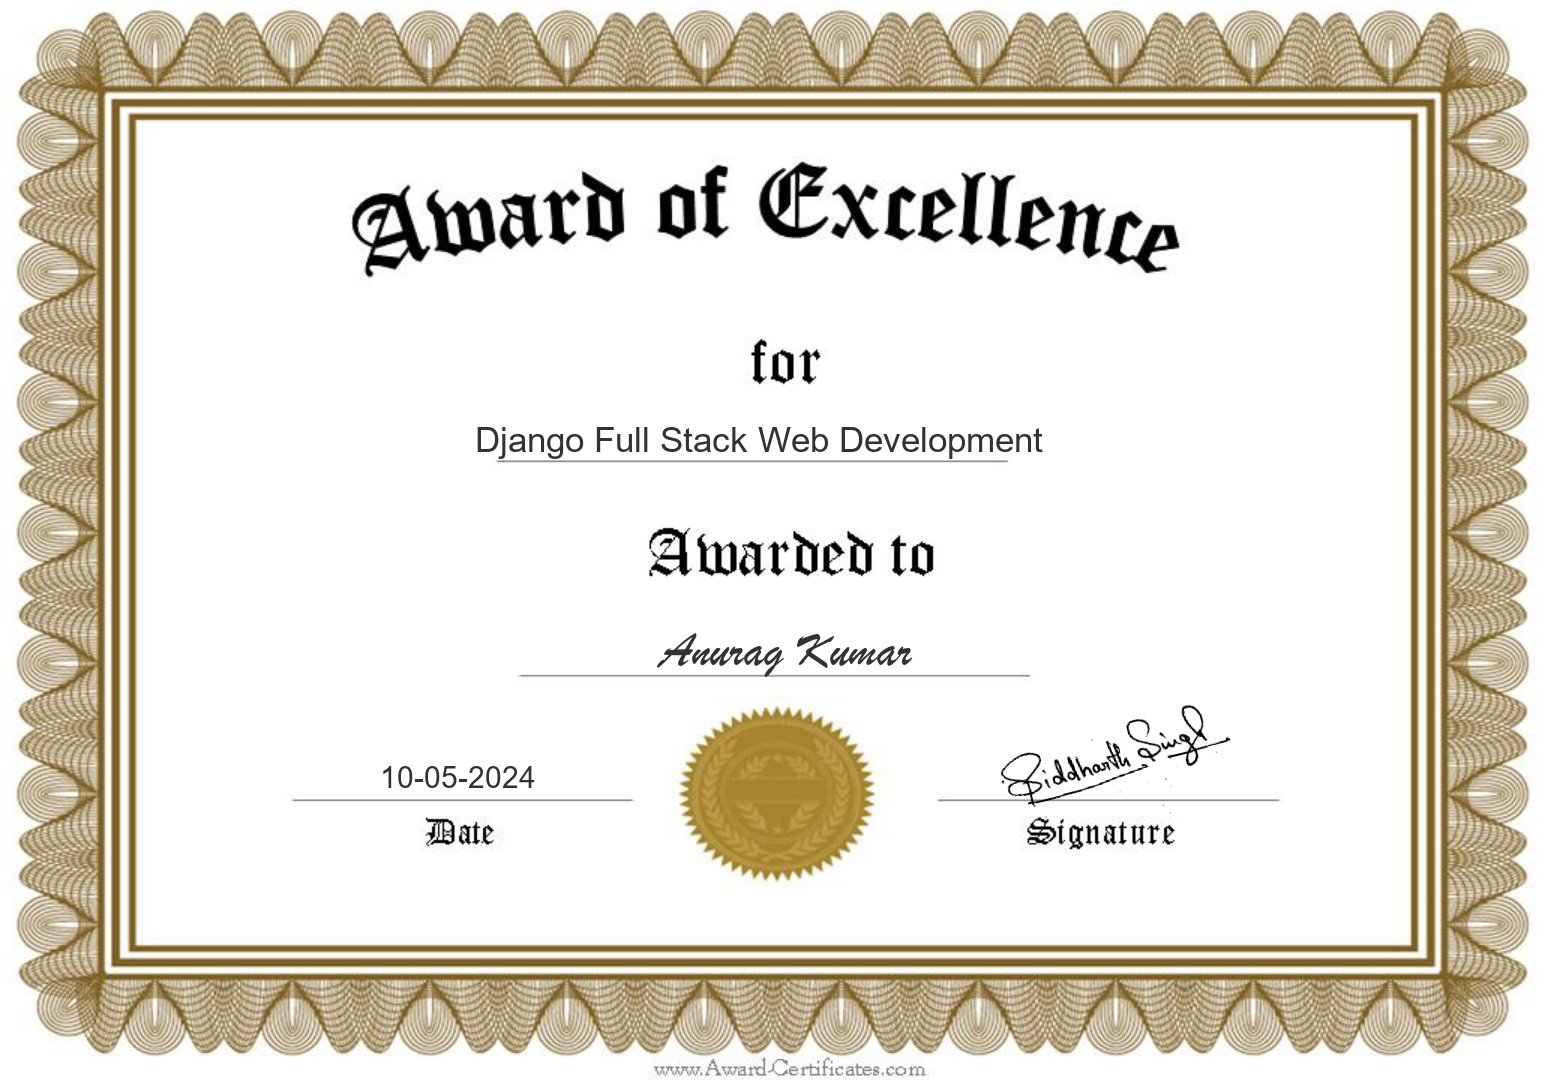 Award of Excellence
for
Django Full Stack Web Development
Awarded to
Anurag Kumar
10-05-2024
Siddharth Singh
Date
Signature
www.Award-Certificates.com